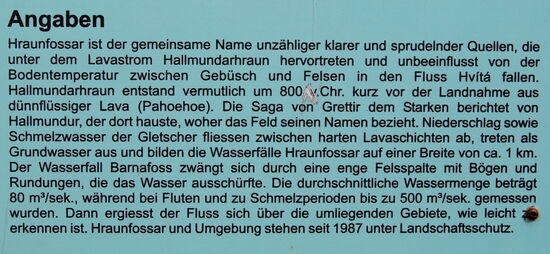 Angaben
Hraunfossar ist der gemeinsame Name unzähliger klarer und sprudelnder Quellen, die
unter dem Lavastrom Hallmundarhraun hervortreten und unbeeinflusst von der
Bodentemperatur zwischen Gebüsch und Felsen in den Fluss Hvítá fallen.
Hallmundarhraun entstand vermutlich um 800 .Chr. kurz vor der Landnahme aus
dünnflüssiger Lava (Pahoehoe). Die Saga von Grettir dem Starken berichtet von
Hallmundur, der dort hauste, woher das Feld seinen Namen bezieht. Niederschlag sowie
Schmelzwasser der Gletscher fliessen zwischen harten Lavaschichten ab, treten als
Grundwasser aus und bilden die Wasserfälle Hraunfossar auf einer Breite von ca. 1 km.
Der Wasserfall Barnafoss zwängt sich durch eine enge Felsspalte mit Bögen und
Rundungen, die das Wasser ausschürfte. Die durchschnittliche Wassermenge beträgt
80 m³/sek., während bei Fluten und zu Schmelzperioden bis zu 500 m³/sek. gemessen
wurden. Dann ergiesst der Fluss sich über die umliegenden Gebiete, wie leicht zu
erkennen ist. Hraunfossar und Umgebung stehen seit 1987 unter Landschaftsschutz.